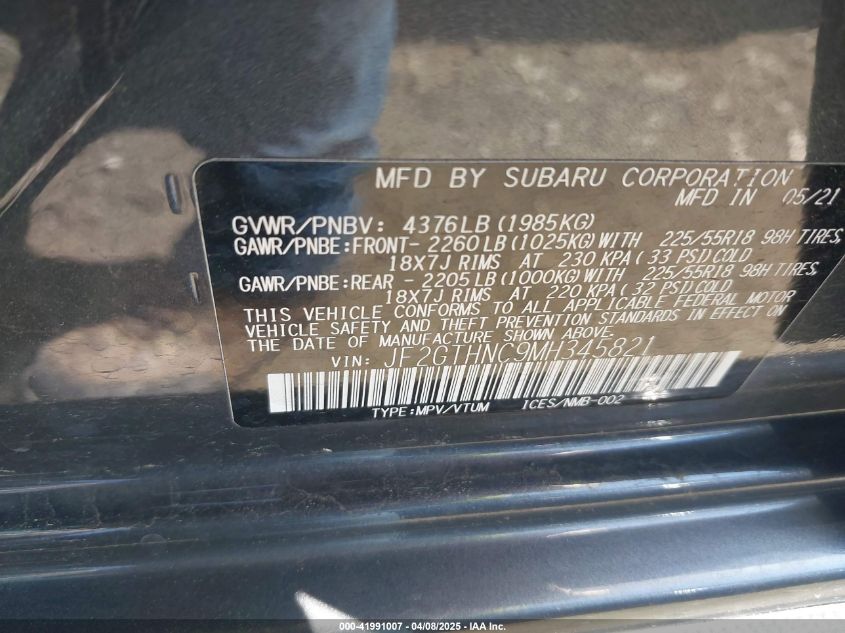 MFD BY SUBARU CORPORATION
MFD IN 05/21
GVWR/PNBV: 4376LB (1985KG)
GAWR/PNBE:FRONT- 2260LB (1025KG)WITH 225/55R18 98H TIRES,
18X7J RIMS AT 230 KPA ( 33 PSI)COLD
GAWR/PNBE:REAR - 2205LB (1000KG)WITH 225/55R18 98H TIRES,
18X7J RIMS AT 220 KPA ( 32 PSI)COLD
THIS VEHICLE CONFORMS TO ALL APPLICABLE FEDERAL MOTOR
VEHICLE SAFETY AND THEFT PREVENTION STANDARDS IN EFFECT ON
THE DATE OF MANUFACTURE SHOWN ABOVE.
VIN: JF2GTHNC9MH345821
TYPE:MPV/VTUM ICES/NMB-002
000-41991007 - 04/08/2025 - © IAA Inc.